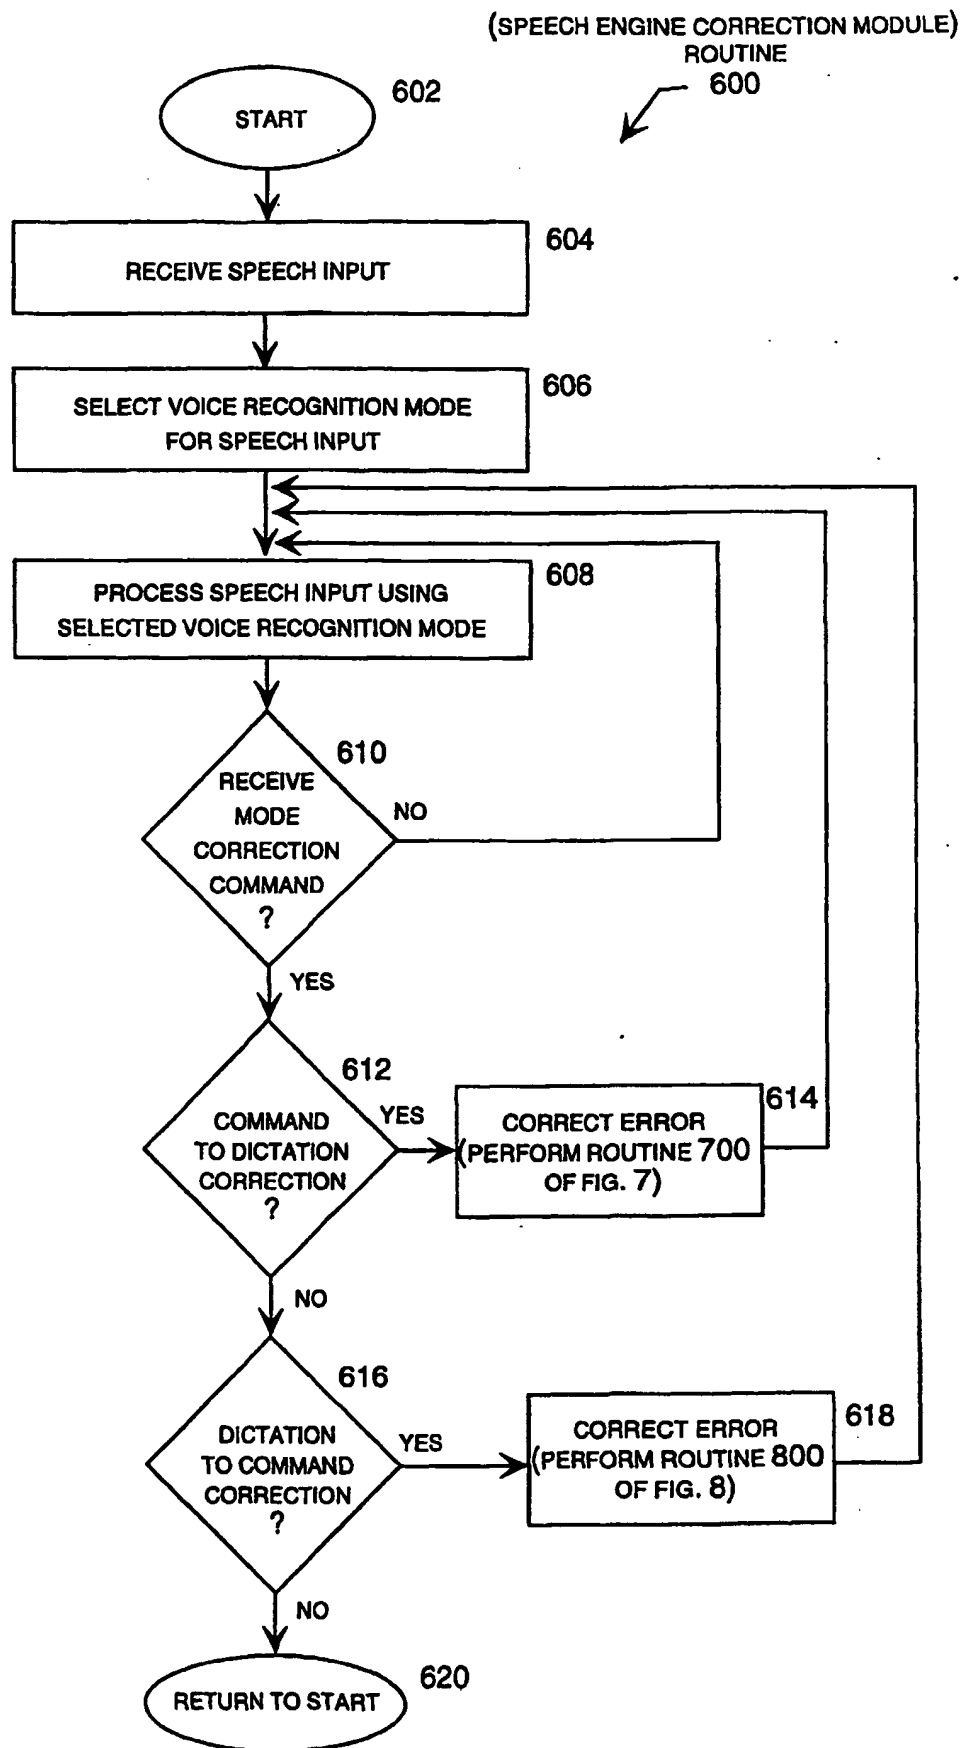 (SPEECH ENGINE CORRECTION MODULE)
ROUTINE
600
602
START
604
RECEIVE SPEECH INPUT
606
SELECT VOICE RECOGNITION MODE
FOR SPEECH INPUT
608
PROCESS SPEECH INPUT USING
SELECTED VOICE RECOGNITION MODE
610
RECEIVE
MODE
CORRECTION
COMMAND
?
NO
YES
612
COMMAND
TO DICTATION
CORRECTION
?
YES
614
CORRECT ERROR
(PERFORM ROUTINE 700
OF FIG. 7)
NO
616
DICTATION
TO COMMAND
CORRECTION
?
YES
618
CORRECT ERROR
(PERFORM ROUTINE 800
OF FIG. 8)
NO
620
RETURN TO START